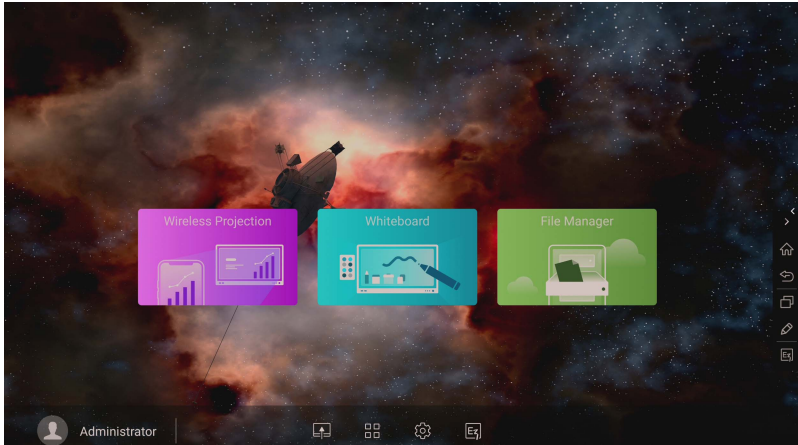 Wireless Projection
Whiteboard
File Manager
Administrator